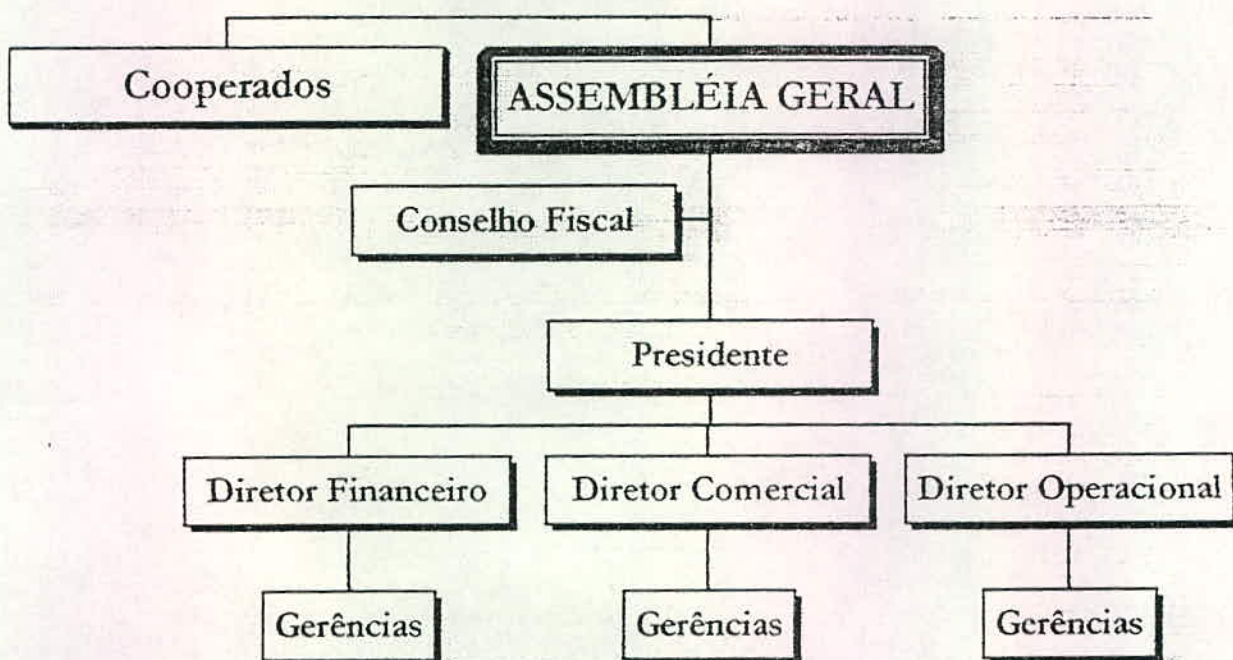 Cooperados
ASSEMBLÉIA GERAL
Conselho Fiscal
Presidente
Diretor Financeiro
Diretor Comercial
Diretor Operacional
Gerências
Gerências
Gerências